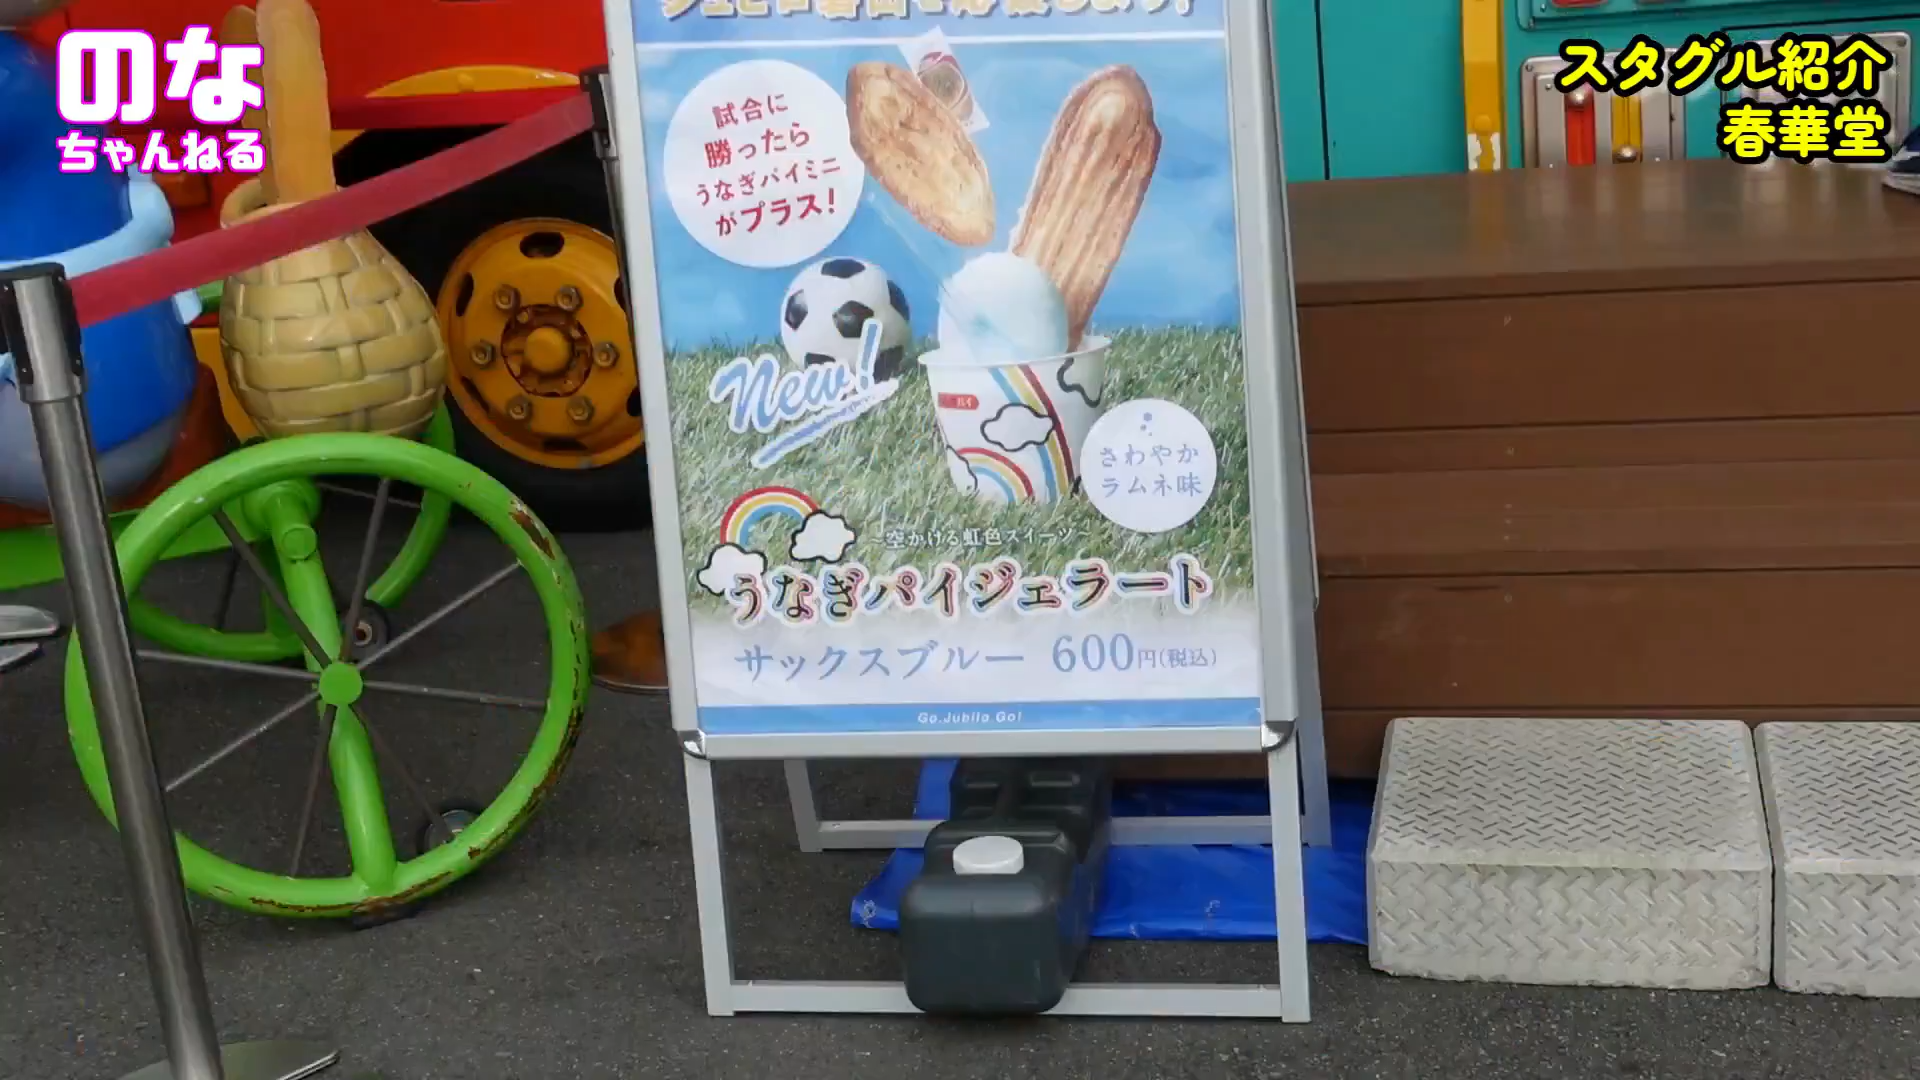 のな
ちゃんねる
スタグル紹介
春華堂
試合に
勝ったら
うなぎパイミニ
がプラス!
New!
パイ
さわやか
ラムネ味
~空かける虹色スイーツ~
うなぎパイジェラート
サックスブルー 600円(税込)
Go.Jubilo Go!